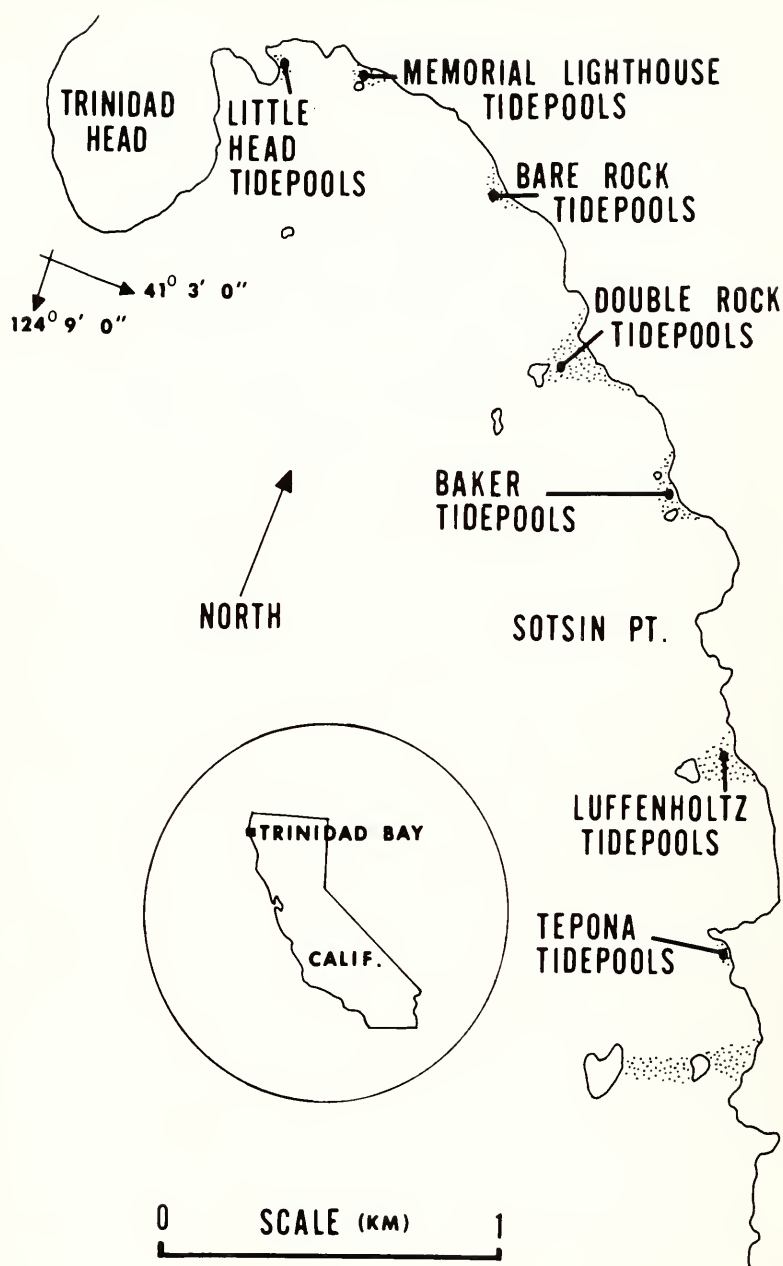 TRINIDAD
HEAD
LITTLE
HEAD
TIDEPOOLS
MEMORIAL LIGHTHOUSE
TIDEPOOLS
BARE ROCK
TIDEPOOLS
41° 3' 0"
124° 9' 0"
DOUBLE ROCK
TIDEPOOLS
BAKER
TIDEPOOLS
NORTH
SOTSIN PT.
LUFFENHOLTZ
TIDEPOOLS
TRINIDAD BAY
CALIF.
TEPONA
TIDEPOOLS
0 SCALE (KM) 1